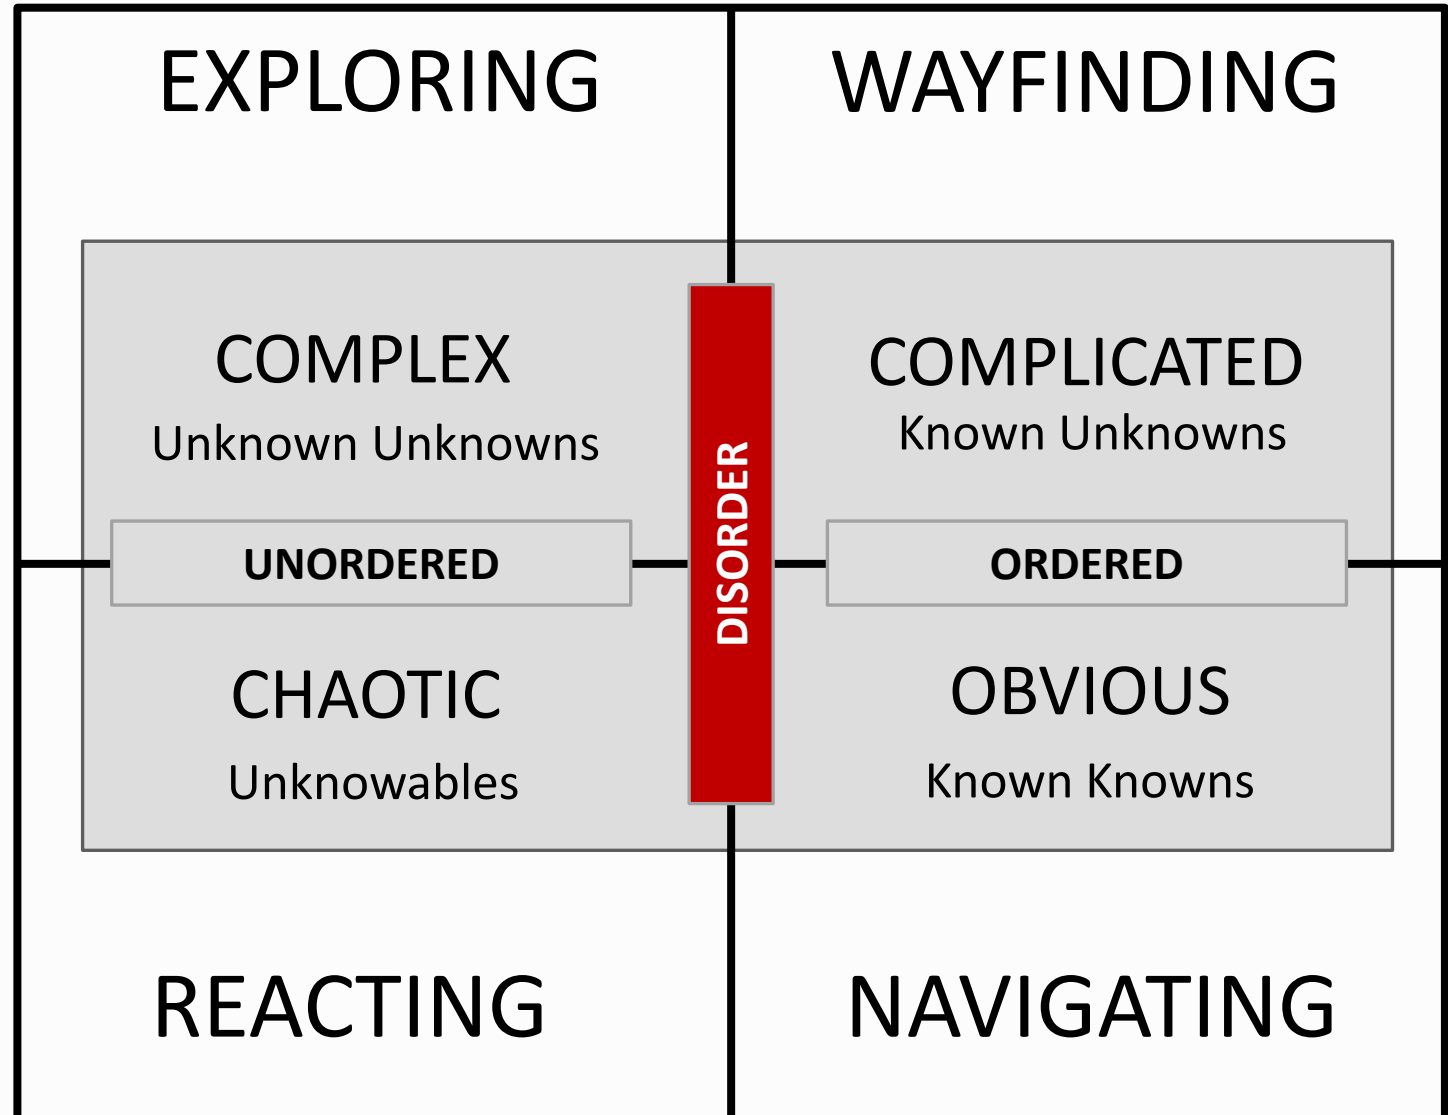 EXPLORING
WAYFINDING
COMPLEX
Unknown Unknowns
COMPLICATED
Known Unknowns
UNORDERED
DISORDER
ORDERED
CHAOTIC
Unknowables
OBVIOUS
Known Knowns
REACTING
NAVIGATING